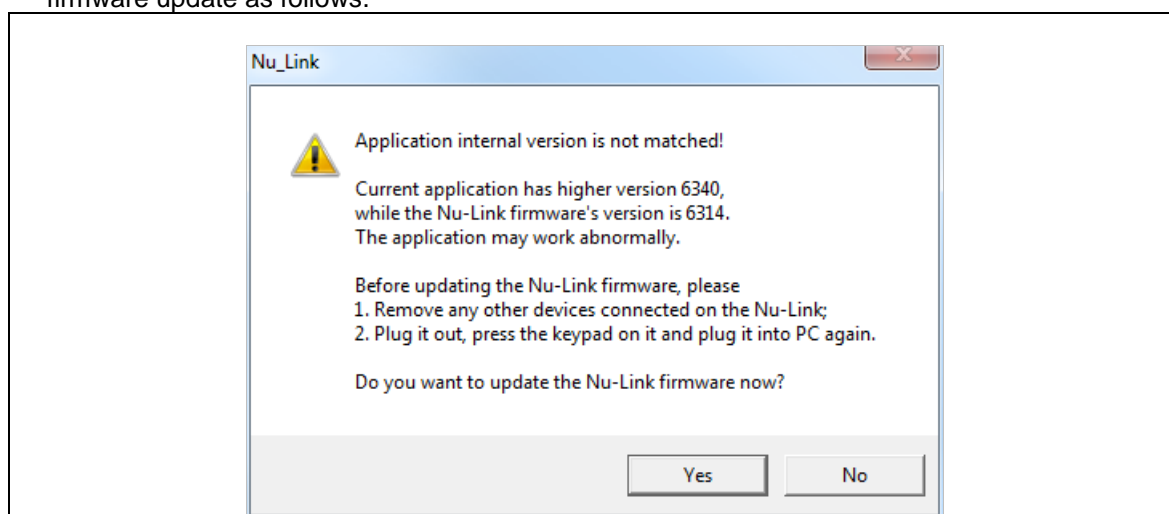 firmware update as follows:
Nu_Link
Application internal version is not matched!
Current application has higher version 6340,
while the Nu-Link firmware's version is 6314.
The application may work abnormally.
Before updating the Nu-Link firmware, please
1. Remove any other devices connected on the Nu-Link;
2. Plug it out, press the keypad on it and plug it into PC again.
Do you want to update the Nu-Link firmware now?
Yes No